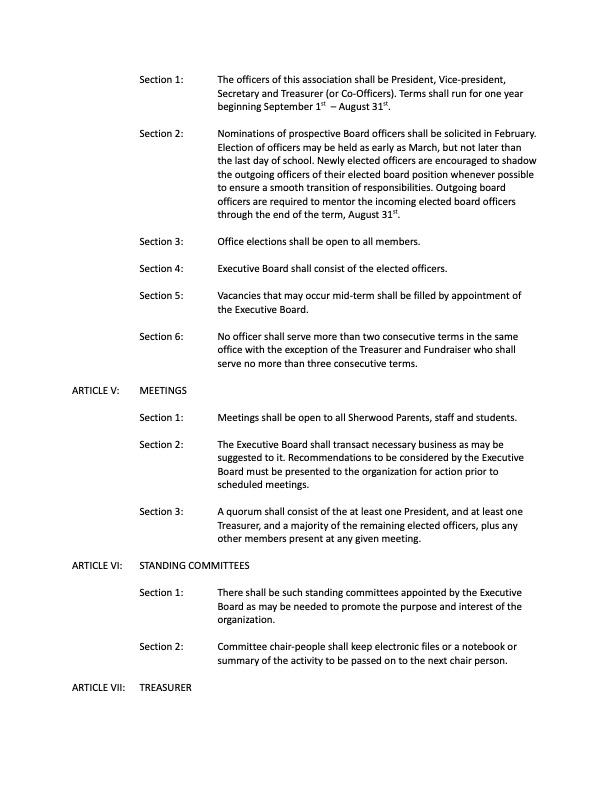 Section 1: The officers of this association shall be President, Vice-president,
Secretary and Treasurer (or Co-Officers). Terms shall run for one year
beginning September 1st – August 31st.
Section 2: Nominations of prospective Board officers shall be solicited in February.
Election of officers may be held as early as March, but not later than
the last day of school. Newly elected officers are encouraged to shadow
the outgoing officers of their elected board position whenever possible
to ensure a smooth transition of responsibilities. Outgoing board
officers are required to mentor the incoming elected board officers
through the end of the term, August 31st.
Section 3: Office elections shall be open to all members.
Section 4: Executive Board shall consist of the elected officers.
Section 5: Vacancies that may occur mid-term shall be filled by appointment of
the Executive Board.
Section 6: No officer shall serve more than two consecutive terms in the same
office with the exception of the Treasurer and Fundraiser who shall
serve no more than three consecutive terms.
ARTICLE V: MEETINGS
Section 1: Meetings shall be open to all Sherwood Parents, staff and students.
Section 2: The Executive Board shall transact necessary business as may be
suggested to it. Recommendations to be considered by the Executive
Board must be presented to the organization for action prior to
scheduled meetings.
Section 3: A quorum shall consist of the at least one President, and at least one
Treasurer, and a majority of the remaining elected officers, plus any
other members present at any given meeting.
ARTICLE VI: STANDING COMMITTEES
Section 1: There shall be such standing committees appointed by the Executive
Board as may be needed to promote the purpose and interest of the
organization.
Section 2: Committee chair-people shall keep electronic files or a notebook or
summary of the activity to be passed on to the next chair person.
ARTICLE VII: TREASURER